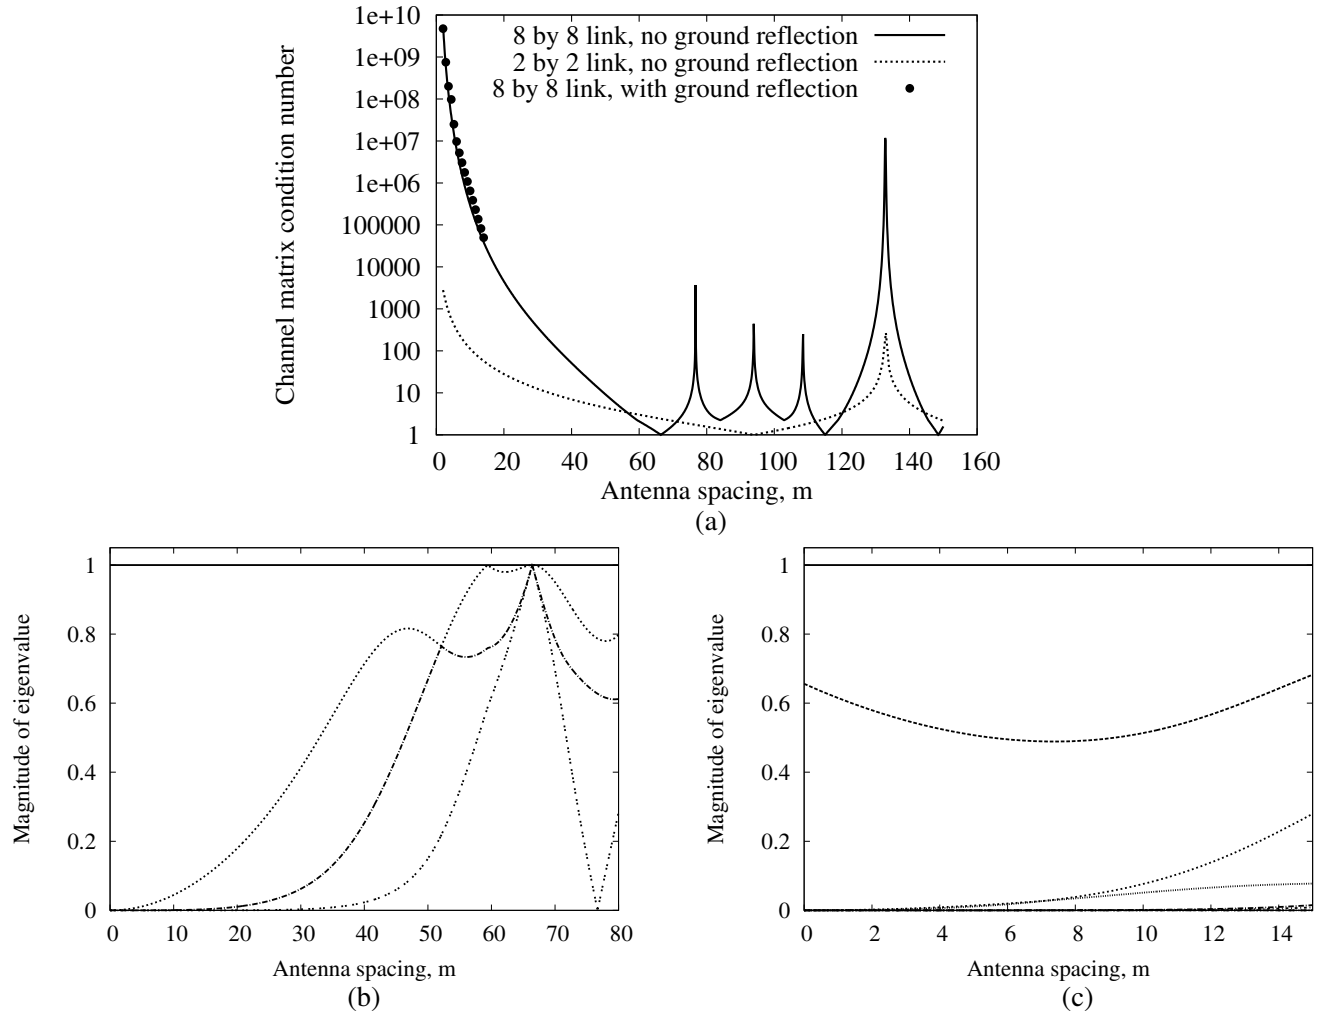 Channel matrix condition number
1e+10
1e+09
1e+08
1e+07
1e+06
100000
10000
1000
100
10
1
8 by 8 link, no ground reflection
2 by 2 link, no ground reflection
8 by 8 link, with ground reflection
0 20 40 60 80 100 120 140 160
Antenna spacing, m
(a)
Magnitude of eigenvalue
1
0.8
0.6
0.4
0.2
0
0 10 20 30 40 50 60 70 80
Antenna spacing, m
(b)
Magnitude of eigenvalue
1
0.8
0.6
0.4
0.2
0
0 2 4 6 8 10 12 14
Antenna spacing, m
(c)